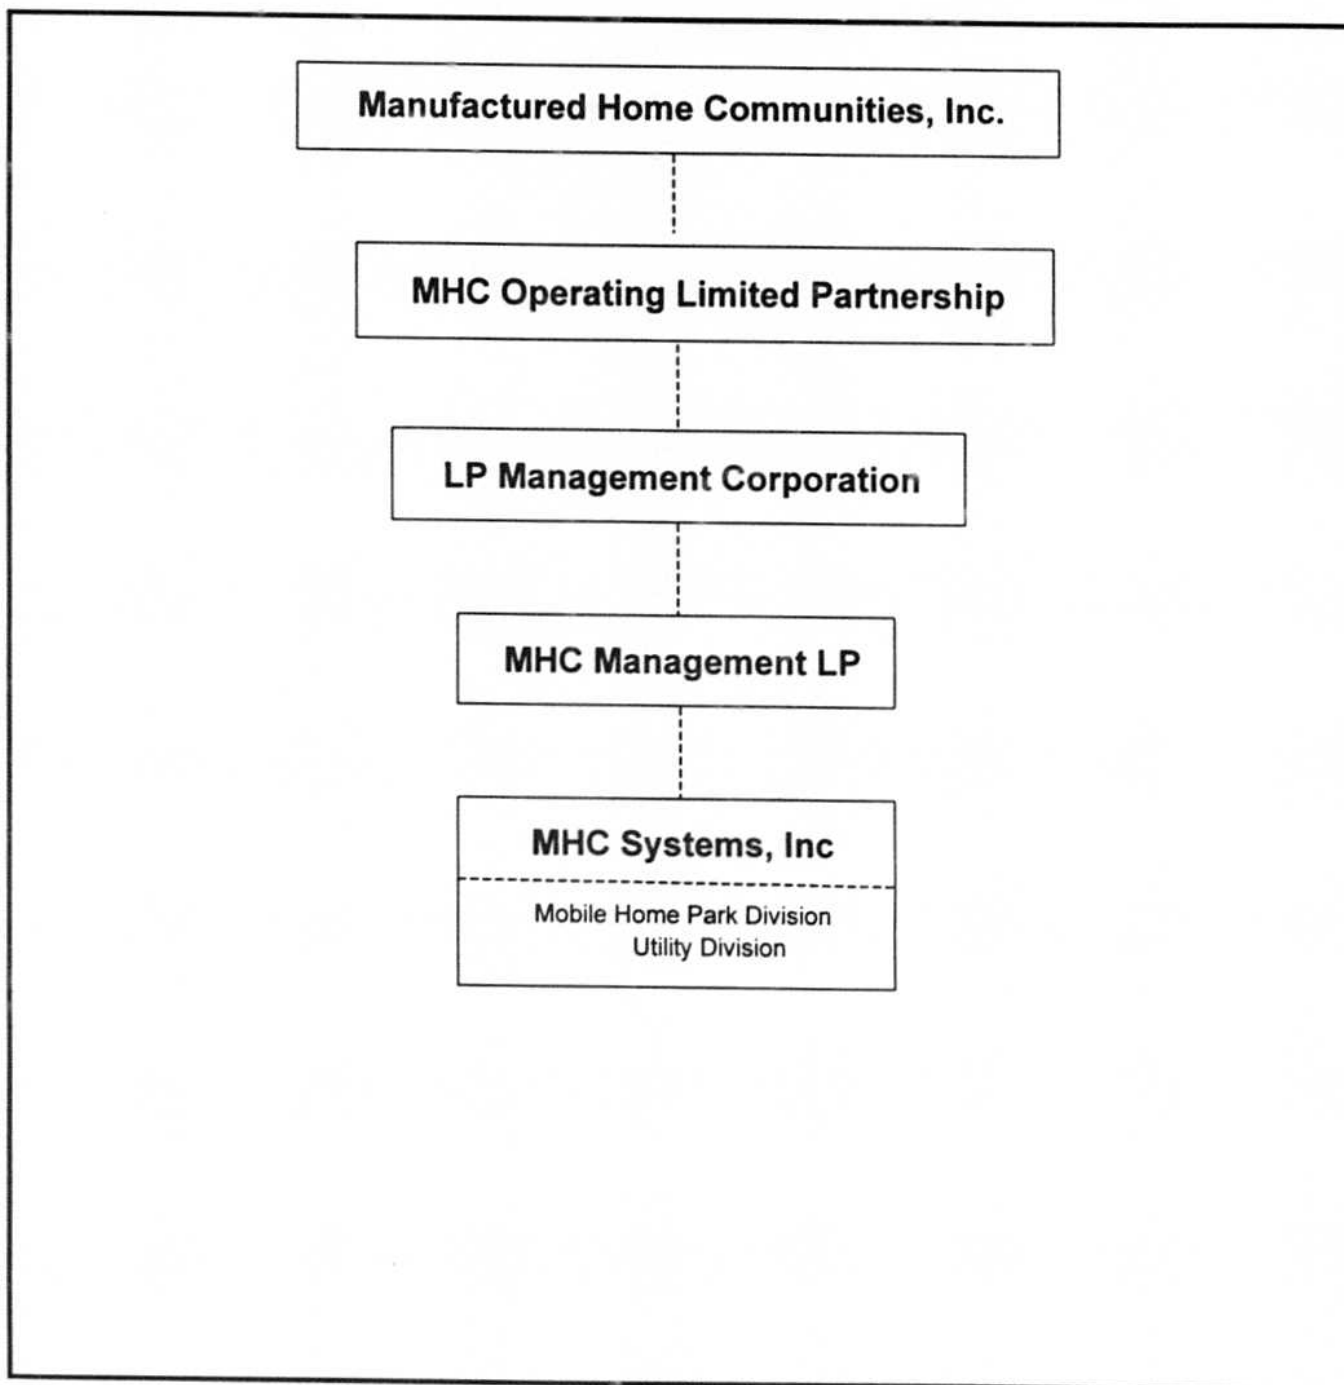 Manufactured Home Communities, Inc.
MHC Operating Limited Partnership
LP Management Corporation
MHC Management LP
MHC Systems, Inc
Mobile Home Park Division
Utility Division